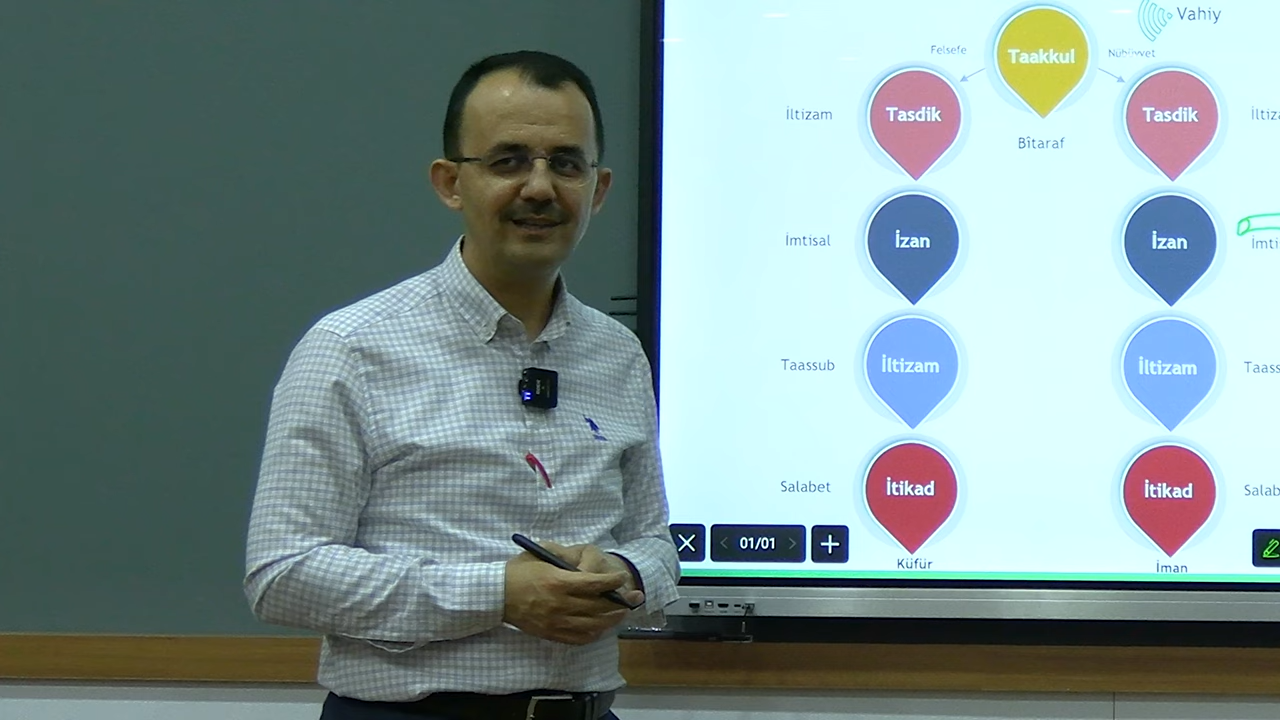 Vahiy
Felsefe
Taakkul
Nübüvvet
İltizam
Tasdik
Tasdik
Bîtaraf
İmtisal
İzan
İzan
Taassub
İltizam
İltizam
Salabet
İtikad
İtikad
01/01
Küfür
İman